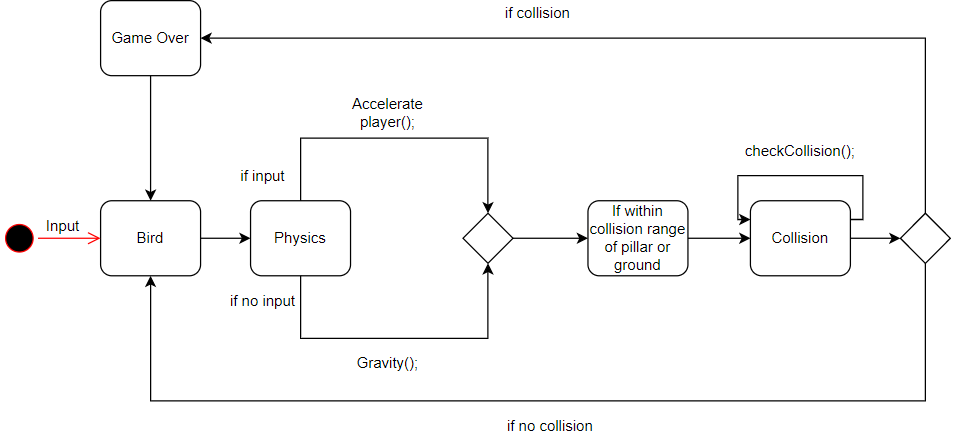 if collision
Game Over
Accelerate
player();
checkCollision();
if input
Input
Bird
Physics
If within
collision range
of pillar or
ground
Collision
if no input
Gravity();
if no collision